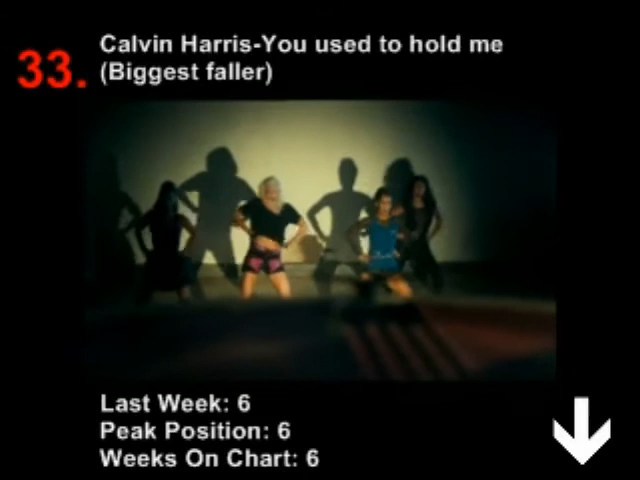 33.
Calvin Harris-You used to hold me
(Biggest faller)
Last Week: 6
Peak Position: 6
Weeks On Chart: 6